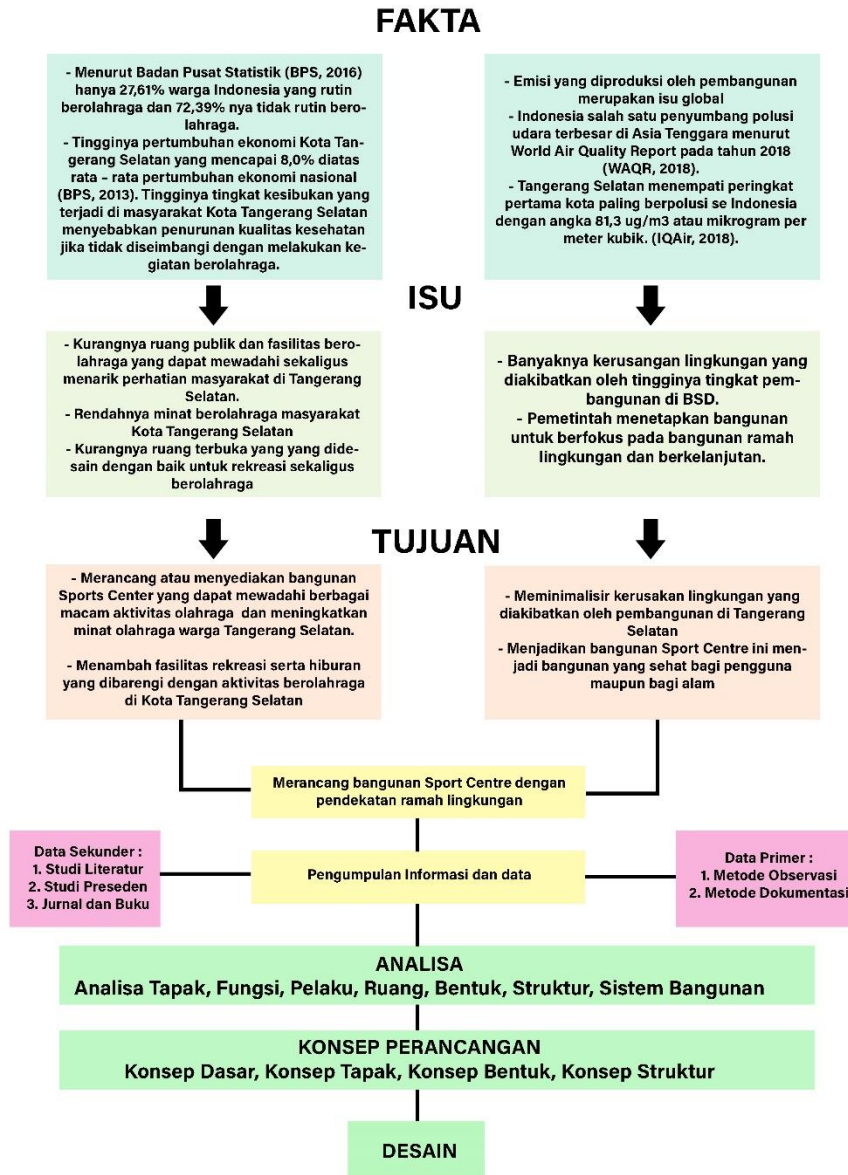 FAKTA
- Menurut Badan Pusat Statistik (BPS, 2016)
hanya 27,61% warga Indonesia yang rutin
berolahraga dan 72,39% nya tidak rutin bero-
lahraga.
- Tingginya pertumbuhan ekonomi Kota Tan-
gerang Selatan yang mencapai 8,0% diatas
rata – rata pertumbuhan ekonomi nasional
(BPS, 2013). Tingginya tingkat kesibukan yang
terjadi di masyarakat Kota Tangerang Selatan
menyebabkan penurunan kualitas kesehatan
jika tidak diseimbangi dengan melakukan ke-
giatan berolahraga.
- Emisi yang diproduksi oleh pembangunan
merupakan isu global
- Indonesia salah satu penyumbang polusi
udara terbesar di Asia Tenggara menurut
World Air Quality Report pada tahun 2018
(WAQR, 2018).
- Tangerang Selatan menempati peringkat
pertama kota paling berpolusi se Indonesia
dengan angka 81,3 ug/m3 atau mikrogram per
meter kubik. (IQAir, 2018).
ISU
- Kurangnya ruang publik dan fasilitas bero-
lahraga yang dapat mewadahi sekaligus
menarik perhatian masyarakat di Tangerang
Selatan.
- Rendahnya minat berolahraga masyarakat
Kota Tangerang Selatan
- Kurangnya ruang terbuka yang yang dide-
sain dengan baik untuk rekreasi sekaligus
berolahraga
- Banyaknya kerusangan lingkungan yang
diakibatkan oleh tingginya tingkat pem-
bangunan di BSD.
- Pemetintah menetapkan bangunan
untuk berfokus pada bangunan ramah
lingkungan dan berkelanjutan.
TUJUAN
- Merancang atau menyediakan bangunan
Sports Center yang dapat mewadahi berbagai
macam aktivitas olahraga dan meningkatkan
minat olahraga warga Tangerang Selatan.
- Menambah fasilitas rekreasi serta hiburan
yang dibarengi dengan aktivitas berolahraga
di Kota Tangerang Selatan
- Meminimalisir kerusakan lingkungan yang
diakibatkan oleh pembangunan di Tangerang
Selatan
- Menjadikan bangunan Sport Centre ini men-
jadi bangunan yang sehat bagi pengguna
maupun bagi alam
Merancang bangunan Sport Centre dengan
pendekatan ramah lingkungan
Data Sekunder :
1. Studi Literatur
2. Studi Preseden
3. Jurnal dan Buku
Pengumpulan Informasi dan data
Data Primer :
1. Metode Observasi
2. Metode Dokumentasi
ANALISA
Analisa Tapak, Fungsi, Pelaku, Ruang, Bentuk, Struktur, Sistem Bangunan
KONSEP PERANCANGAN
Konsep Dasar, Konsep Tapak, Konsep Bentuk, Konsep Struktur
DESAIN